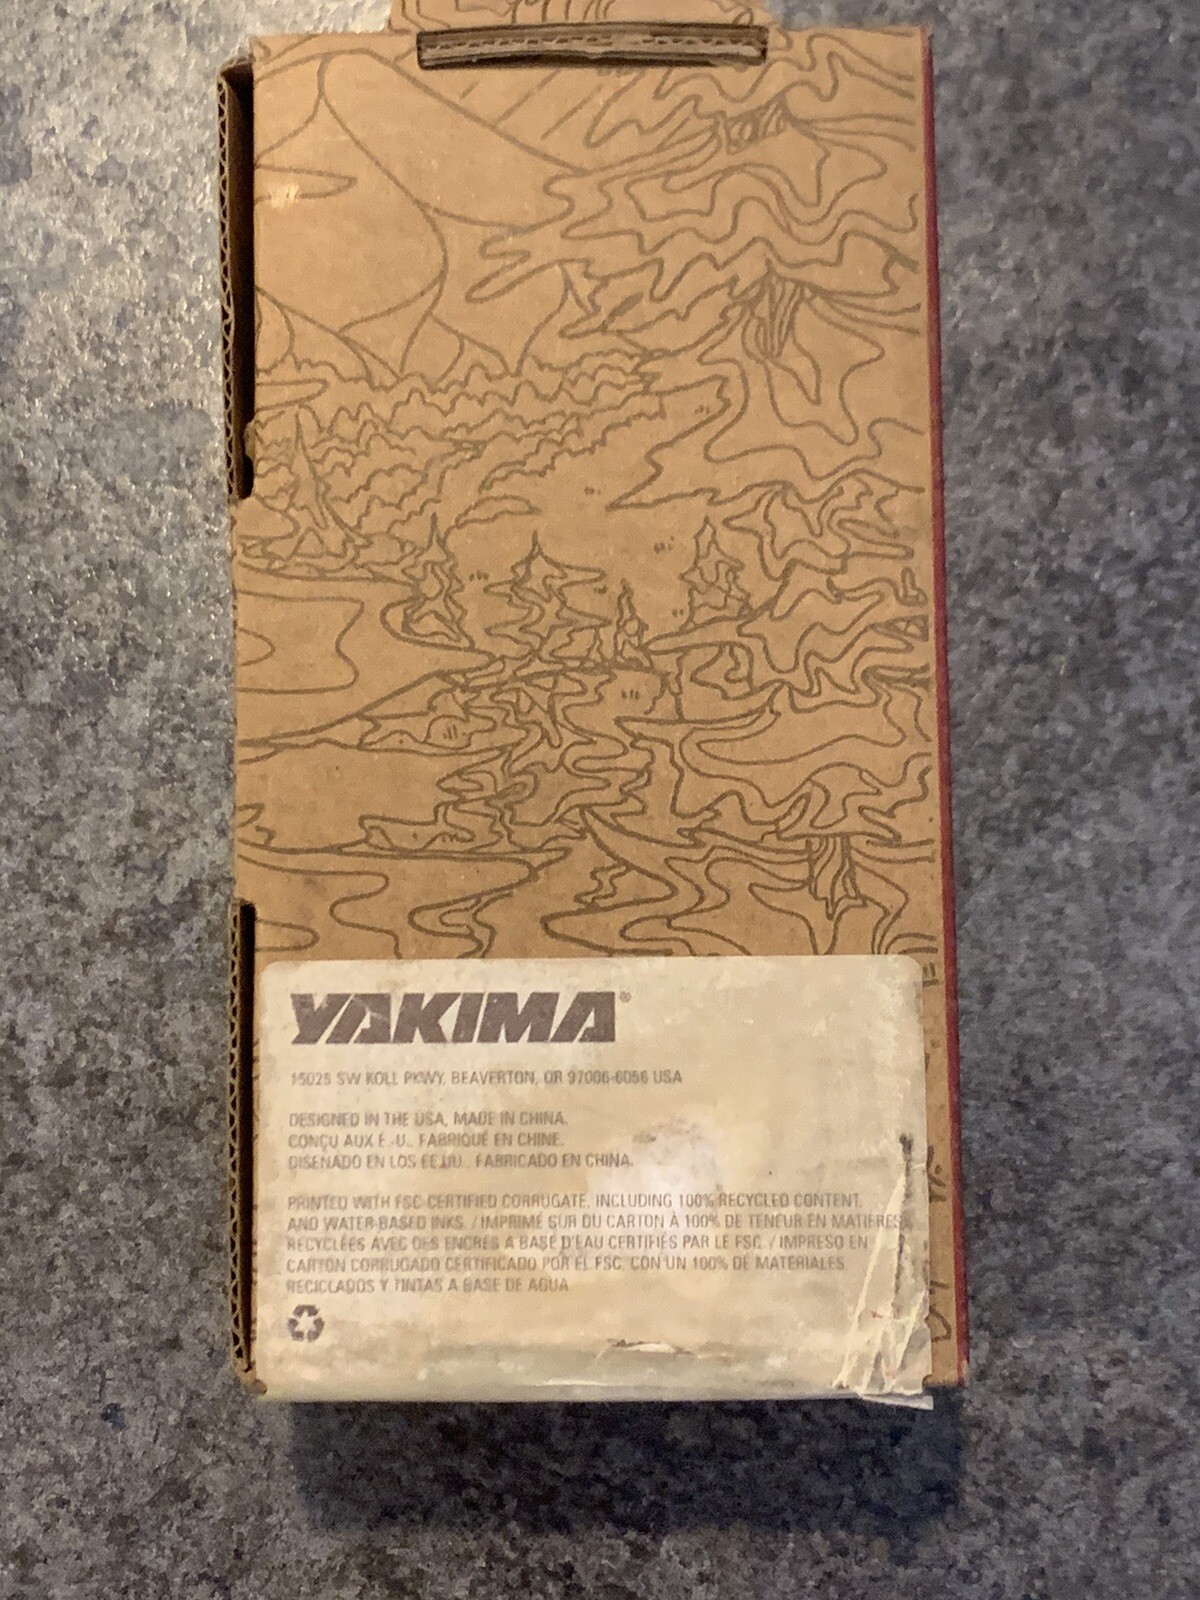 YAKIMA®
15025 SW KOLL PKWY, BEAVERTON, OR 97006-6056 USA
DESIGNED IN THE USA, MADE IN CHINA.
CONÇU AUX É.-U., FABRIQUÉ EN CHINE.
DISENADO EN LOS EE.UU., FABRICADO EN CHINA.
PRINTED WITH FSC-CERTIFIED CORRUGATE, INCLUDING 100% RECYCLED CONTENT,
AND WATER-BASED INKS. / IMPRIMÉ SUR DU CARTON À 100% DE TENEUR EN MATIÈRES
RECYCLÉES AVEC DES ENCRES A BASE D'EAU CERTIFIÉS PAR LE FSC. / IMPRESO EN
CARTÓN CORRUGADO CERTIFICADO POR EL FSC, CON UN 100% DE MATERIALES
RECICLADOS Y TINTAS A BASE DE AGUA